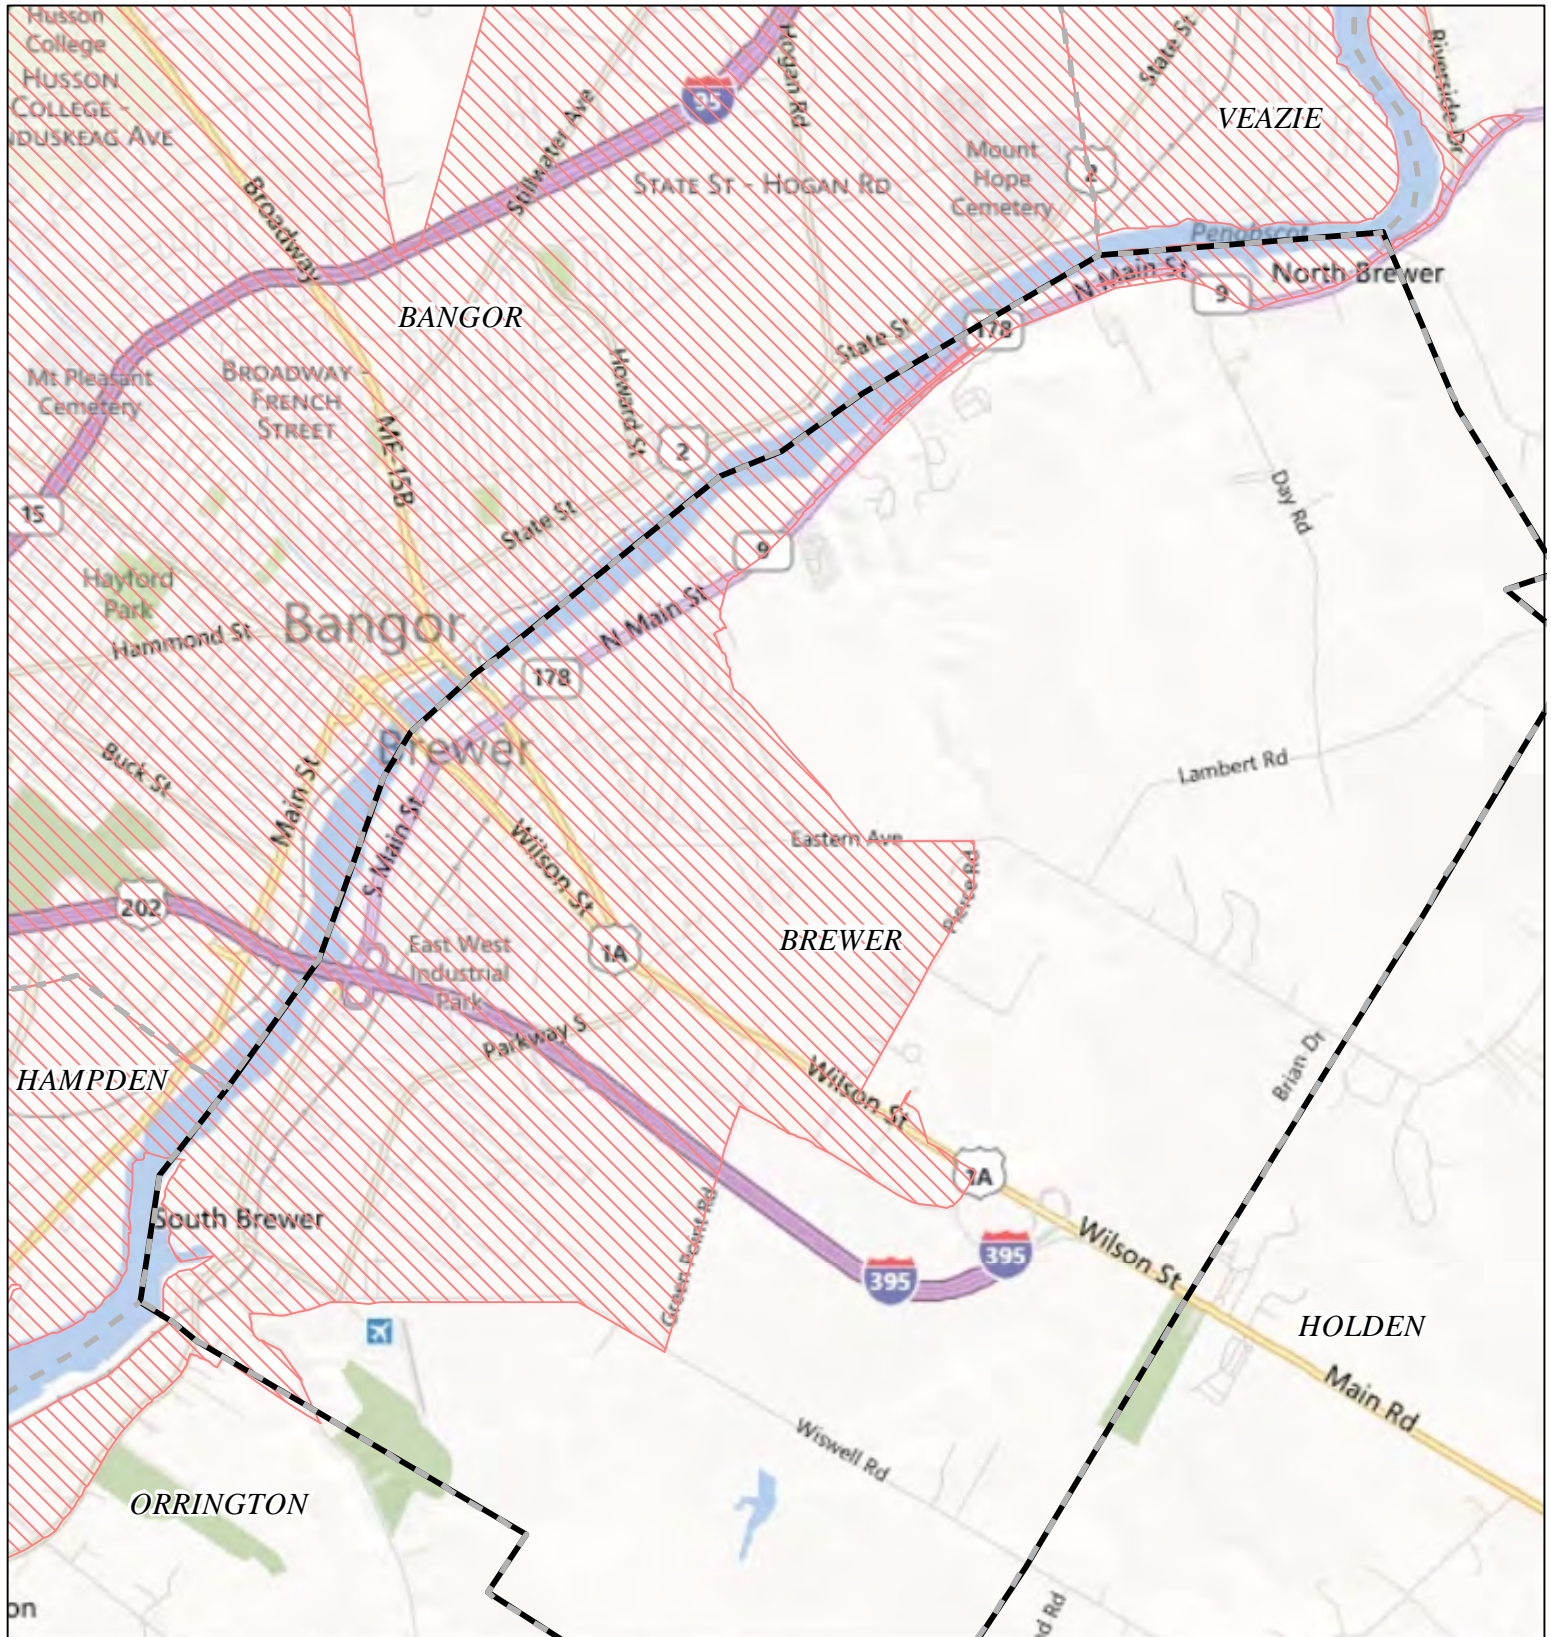 Husson
College
HUSSON
COLLEGE -
NDUSKEAG AVE
95
Hogan Rd
State St
Riverside Dr
VEAZIE
Stillwater Ave
STATE ST - HOGAN RD
Mount
Hope
Cemetery
2
Broadway
Penobscot
N Main St
North Brewer
9
BANGOR
178
State St
Mt Pleasant
Cemetery
BROADWAY -
FRENCH
STREET
Howard St
ME-15B
2
15
State St
Day Rd
9
Hayford
Park
Bangor
Hammond St
N Main St
178
Brewer
Buck St
Main St
Lambert Rd
S Main St
Wilson St
Eastern Ave
Pierce Rd
202
1A
East West
Industrial
Park
BREWER
Parkway S
Brian Dr
HAMPDEN
Wilson St
1A
South Brewer
Green Point Rd
395
395
Wilson St
HOLDEN
Main Rd
Wiswell Rd
ORRINGTON
on
d Rd